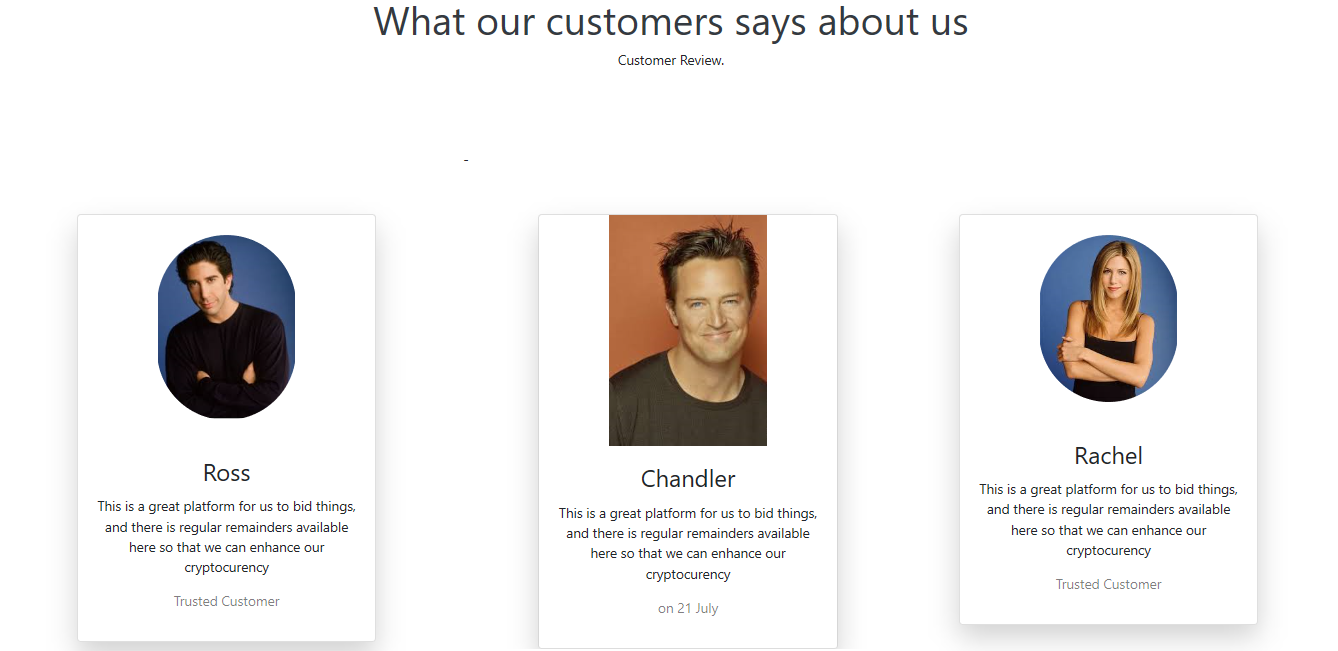 What our customers says about us
Customer Review.
-
Ross
This is a great platform for us to bid things,
and there is regular remainders available
here so that we can enhance our
cryptocurency
Trusted Customer
Chandler
This is a great platform for us to bid things,
and there is regular remainders available
here so that we can enhance our
cryptocurency
on 21 July
Rachel
This is a great platform for us to bid things,
and there is regular remainders available
here so that we can enhance our
cryptocurency
Trusted Customer